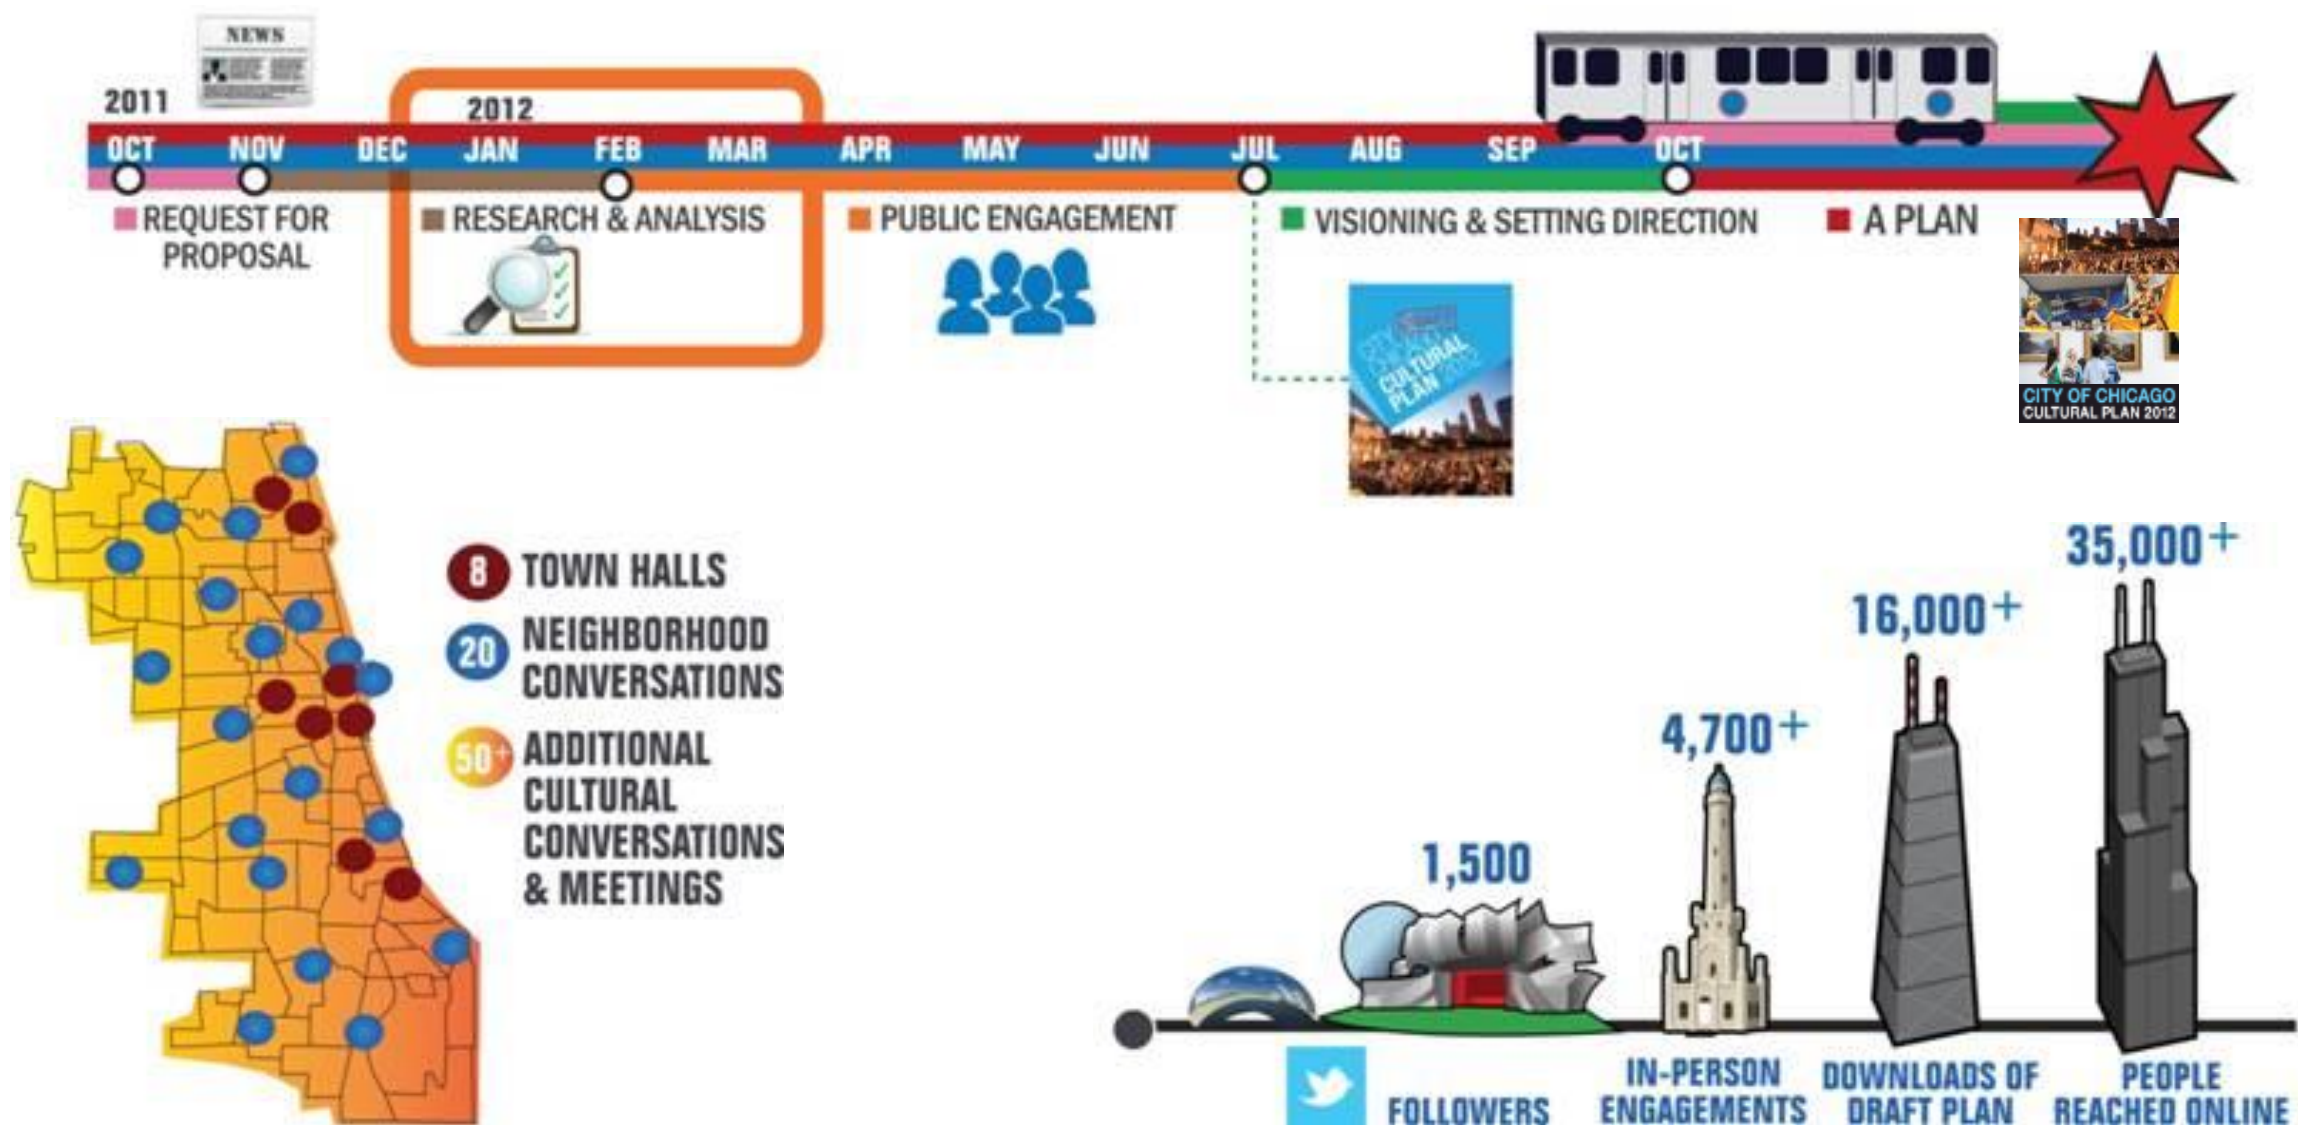 NEWS
2011
2012
OCT NOV DEC JAN FEB MAR APR MAY JUN JUL AUG SEP OCT
REQUEST FOR
PROPOSAL
RESEARCH & ANALYSIS
PUBLIC ENGAGEMENT
VISIONING & SETTING DIRECTION
A PLAN
CULTURAL
PLAN 2012
CITY OF CHICAGO
CULTURAL PLAN 2012
8 TOWN HALLS
20 NEIGHBORHOOD
CONVERSATIONS
50+ ADDITIONAL
CULTURAL
CONVERSATIONS
& MEETINGS
1,500
4,700+
16,000+
35,000+
FOLLOWERS
IN-PERSON
ENGAGEMENTS
DOWNLOADS OF
DRAFT PLAN
PEOPLE
REACHED ONLINE